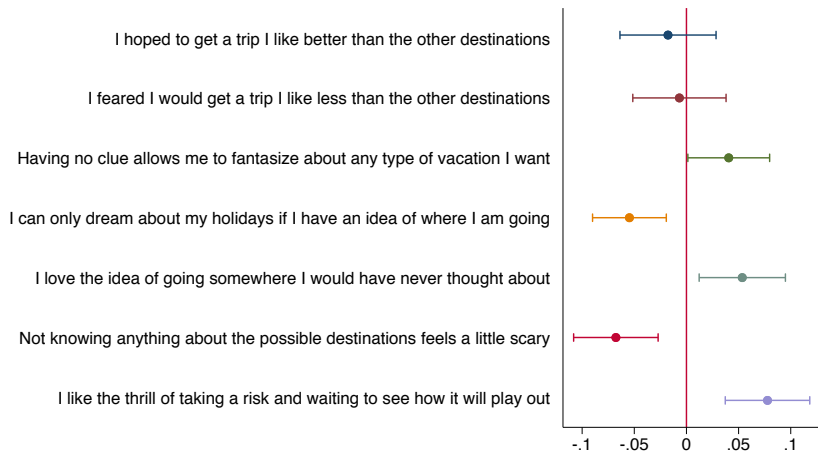 I hoped to get a trip I like better than the other destinations
I feared I would get a trip I like less than the other destinations
Having no clue allows me to fantasize about any type of vacation I want
I can only dream about my holidays if I have an idea of where I am going
I love the idea of going somewhere I would have never thought about
Not knowing anything about the possible destinations feels a little scary
I like the thrill of taking a risk and waiting to see how it will play out
-.1 -.05 0 .05 .1